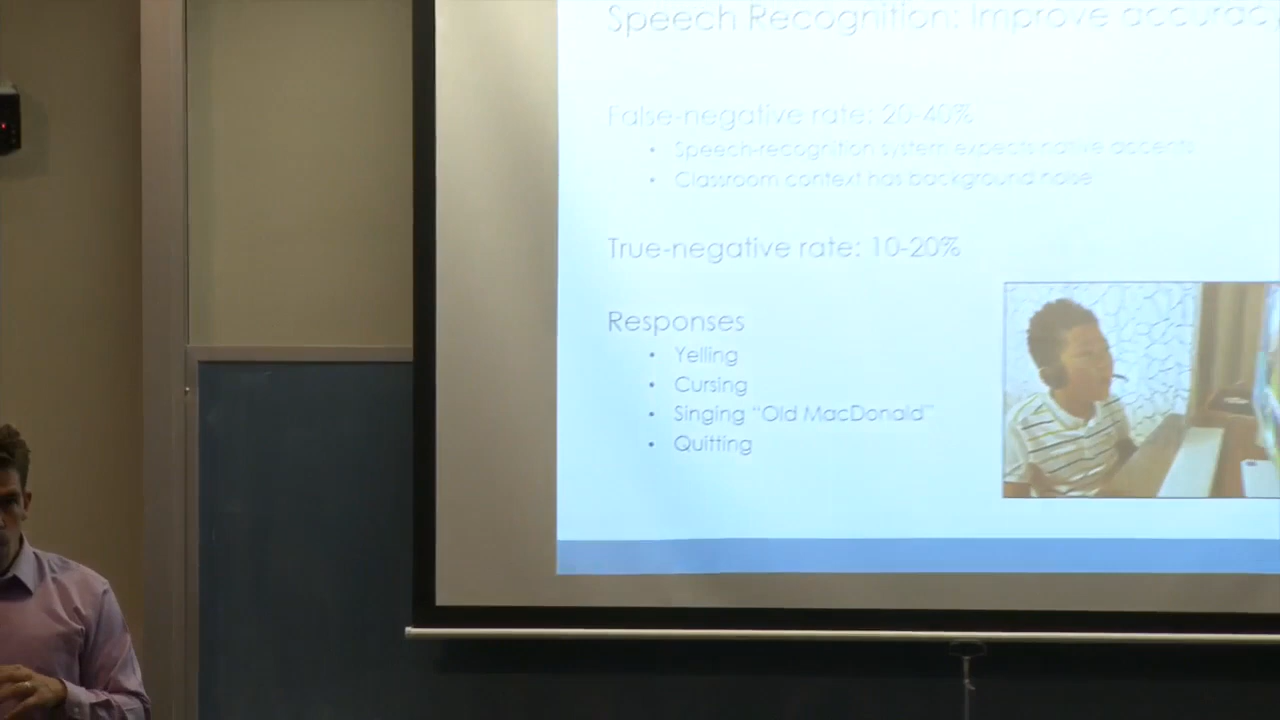 Speech Recognition: Improve accuracy
False-negative rate: 20-40%
• Speech-recognition system expects native accents
• Classroom context has background noise
True-negative rate: 10-20%
Responses
• Yelling
• Cursing
• Singing “Old MacDonald”
• Quitting